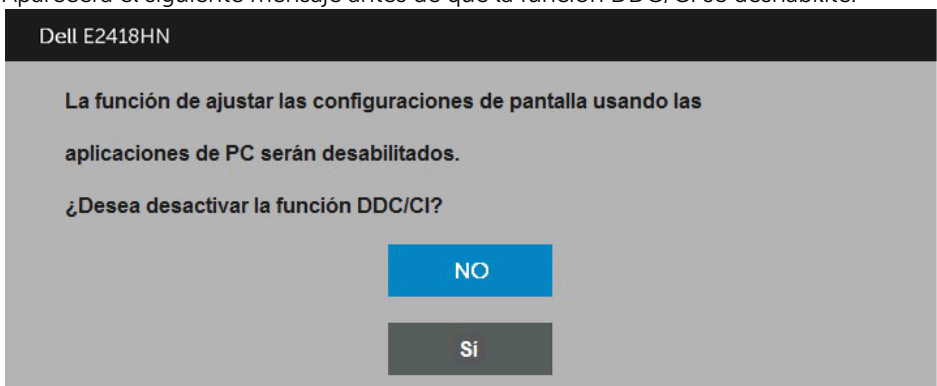 Aparecerá el siguiente mensaje antes de que la función DDC/CI se deshabilite:
Dell E2418HN
La función de ajustar las configuraciones de pantalla usando las
aplicaciones de PC serán desabilitados.
¿Desea desactivar la función DDC/CI?
NO
Sí